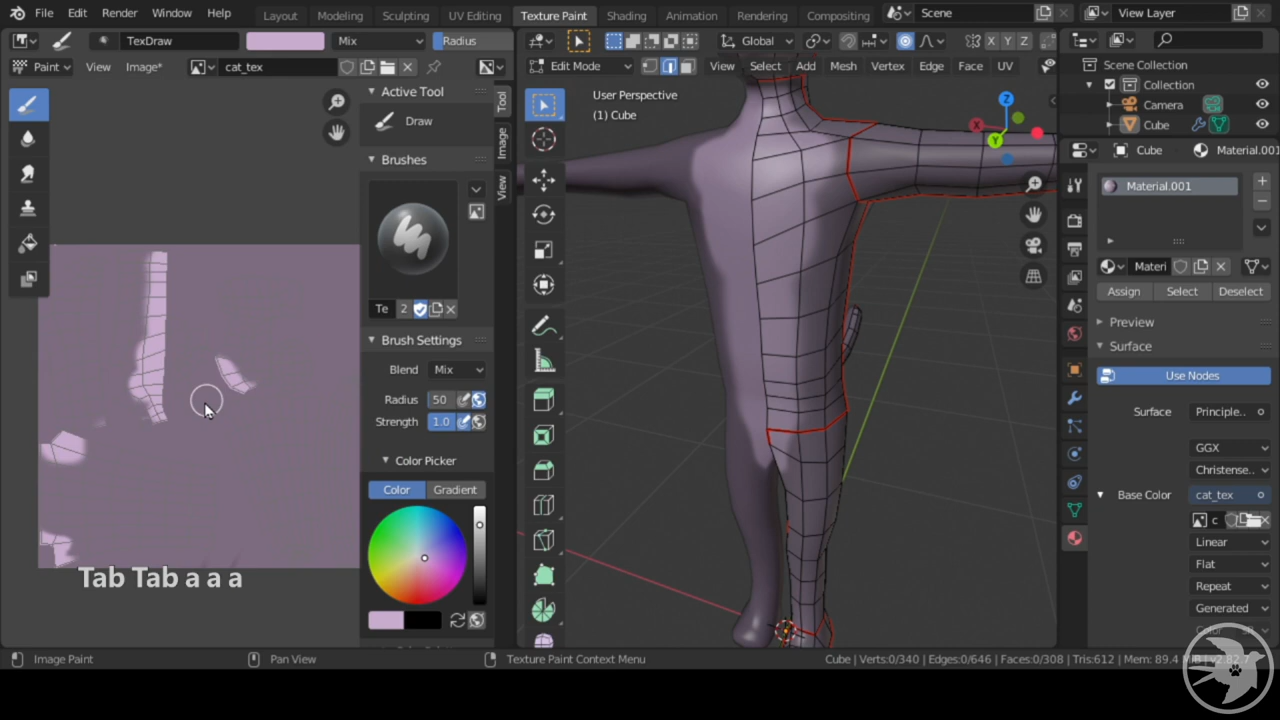 File Edit Render Window Help Layout Modeling Sculpting UV Editing Texture Paint Shading Animation Rendering Compositing Scene View Layer
TexDraw Mix Radius Global X Y Z
Paint View Image* cat_tex Edit Mode View Select Add Mesh Vertex Edge Face UV Scene Collection
Active Tool Tool User Perspective Collection
Draw (1) Cube Z Camera
X Cube
Y
Brushes Image Cube Material.001
View Material.001
Te 2 Materi
Assign Select Deselect
Brush Settings Preview
Surface
Blend Mix Use Nodes
Radius 50
Strength 1.0 Surface Principle..
GGX
Color Picker Christense..
Color Gradient Base Color cat_tex
c
Linear
Flat
Tab Tab a a a Repeat
Generated
Image Paint Pan View Texture Paint Context Menu Cube | Verts:0/340 | Edges:0/646 | Faces:0/308 | Tris:612 | Mem: 89.4